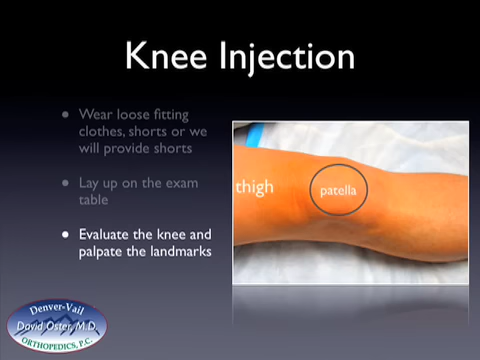 Knee Injection
• Wear loose fitting
clothes, shorts or we
will provide shorts
• Lay up on the exam
table
• Evaluate the knee and
palpate the landmarks
thigh
patella
Denver-Vail
David Oster, M.D.
ORTHOPEDICS, P.C.